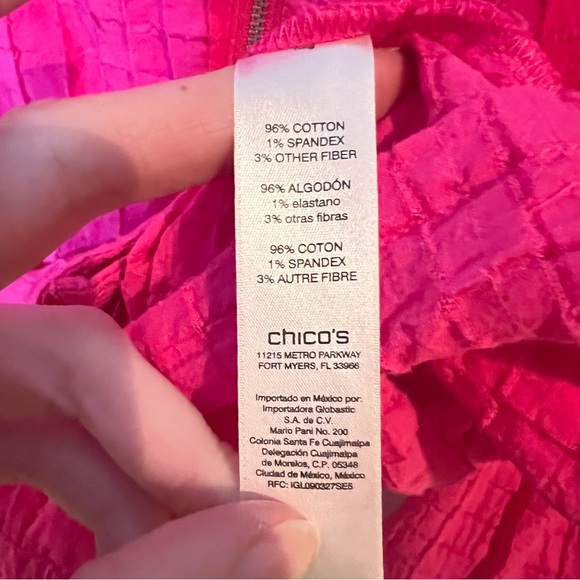 96% COTTON
1% SPANDEX
3% OTHER FIBER
96% ALGODÓN
1% elastano
3% otras fibras
96% COTON
1% SPANDEX
3% AUTRE FIBRE
chico's
11215 METRO PARKWAY
FORT MYERS, FL 33966
Importado en México por:
Importadora Globastic
S.A. de C.V.
Mario Pani No. 200
Colonia Santa Fe Cuajimalpa
Delegación Cuajimalpa
de Morelos, C.P. 05348
Ciudad de México, México
RFC: IGL090327SE5